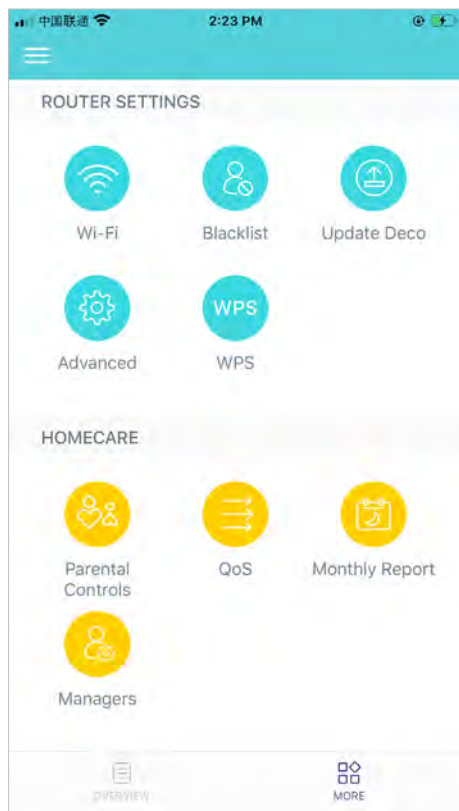 中国联通 2:23 PM
ROUTER SETTINGS
Wi-Fi Blacklist Update Deco
WPS
Advanced WPS
HOMECARE
Parental Controls QoS Monthly Report
Managers
OVERVIEW MORE